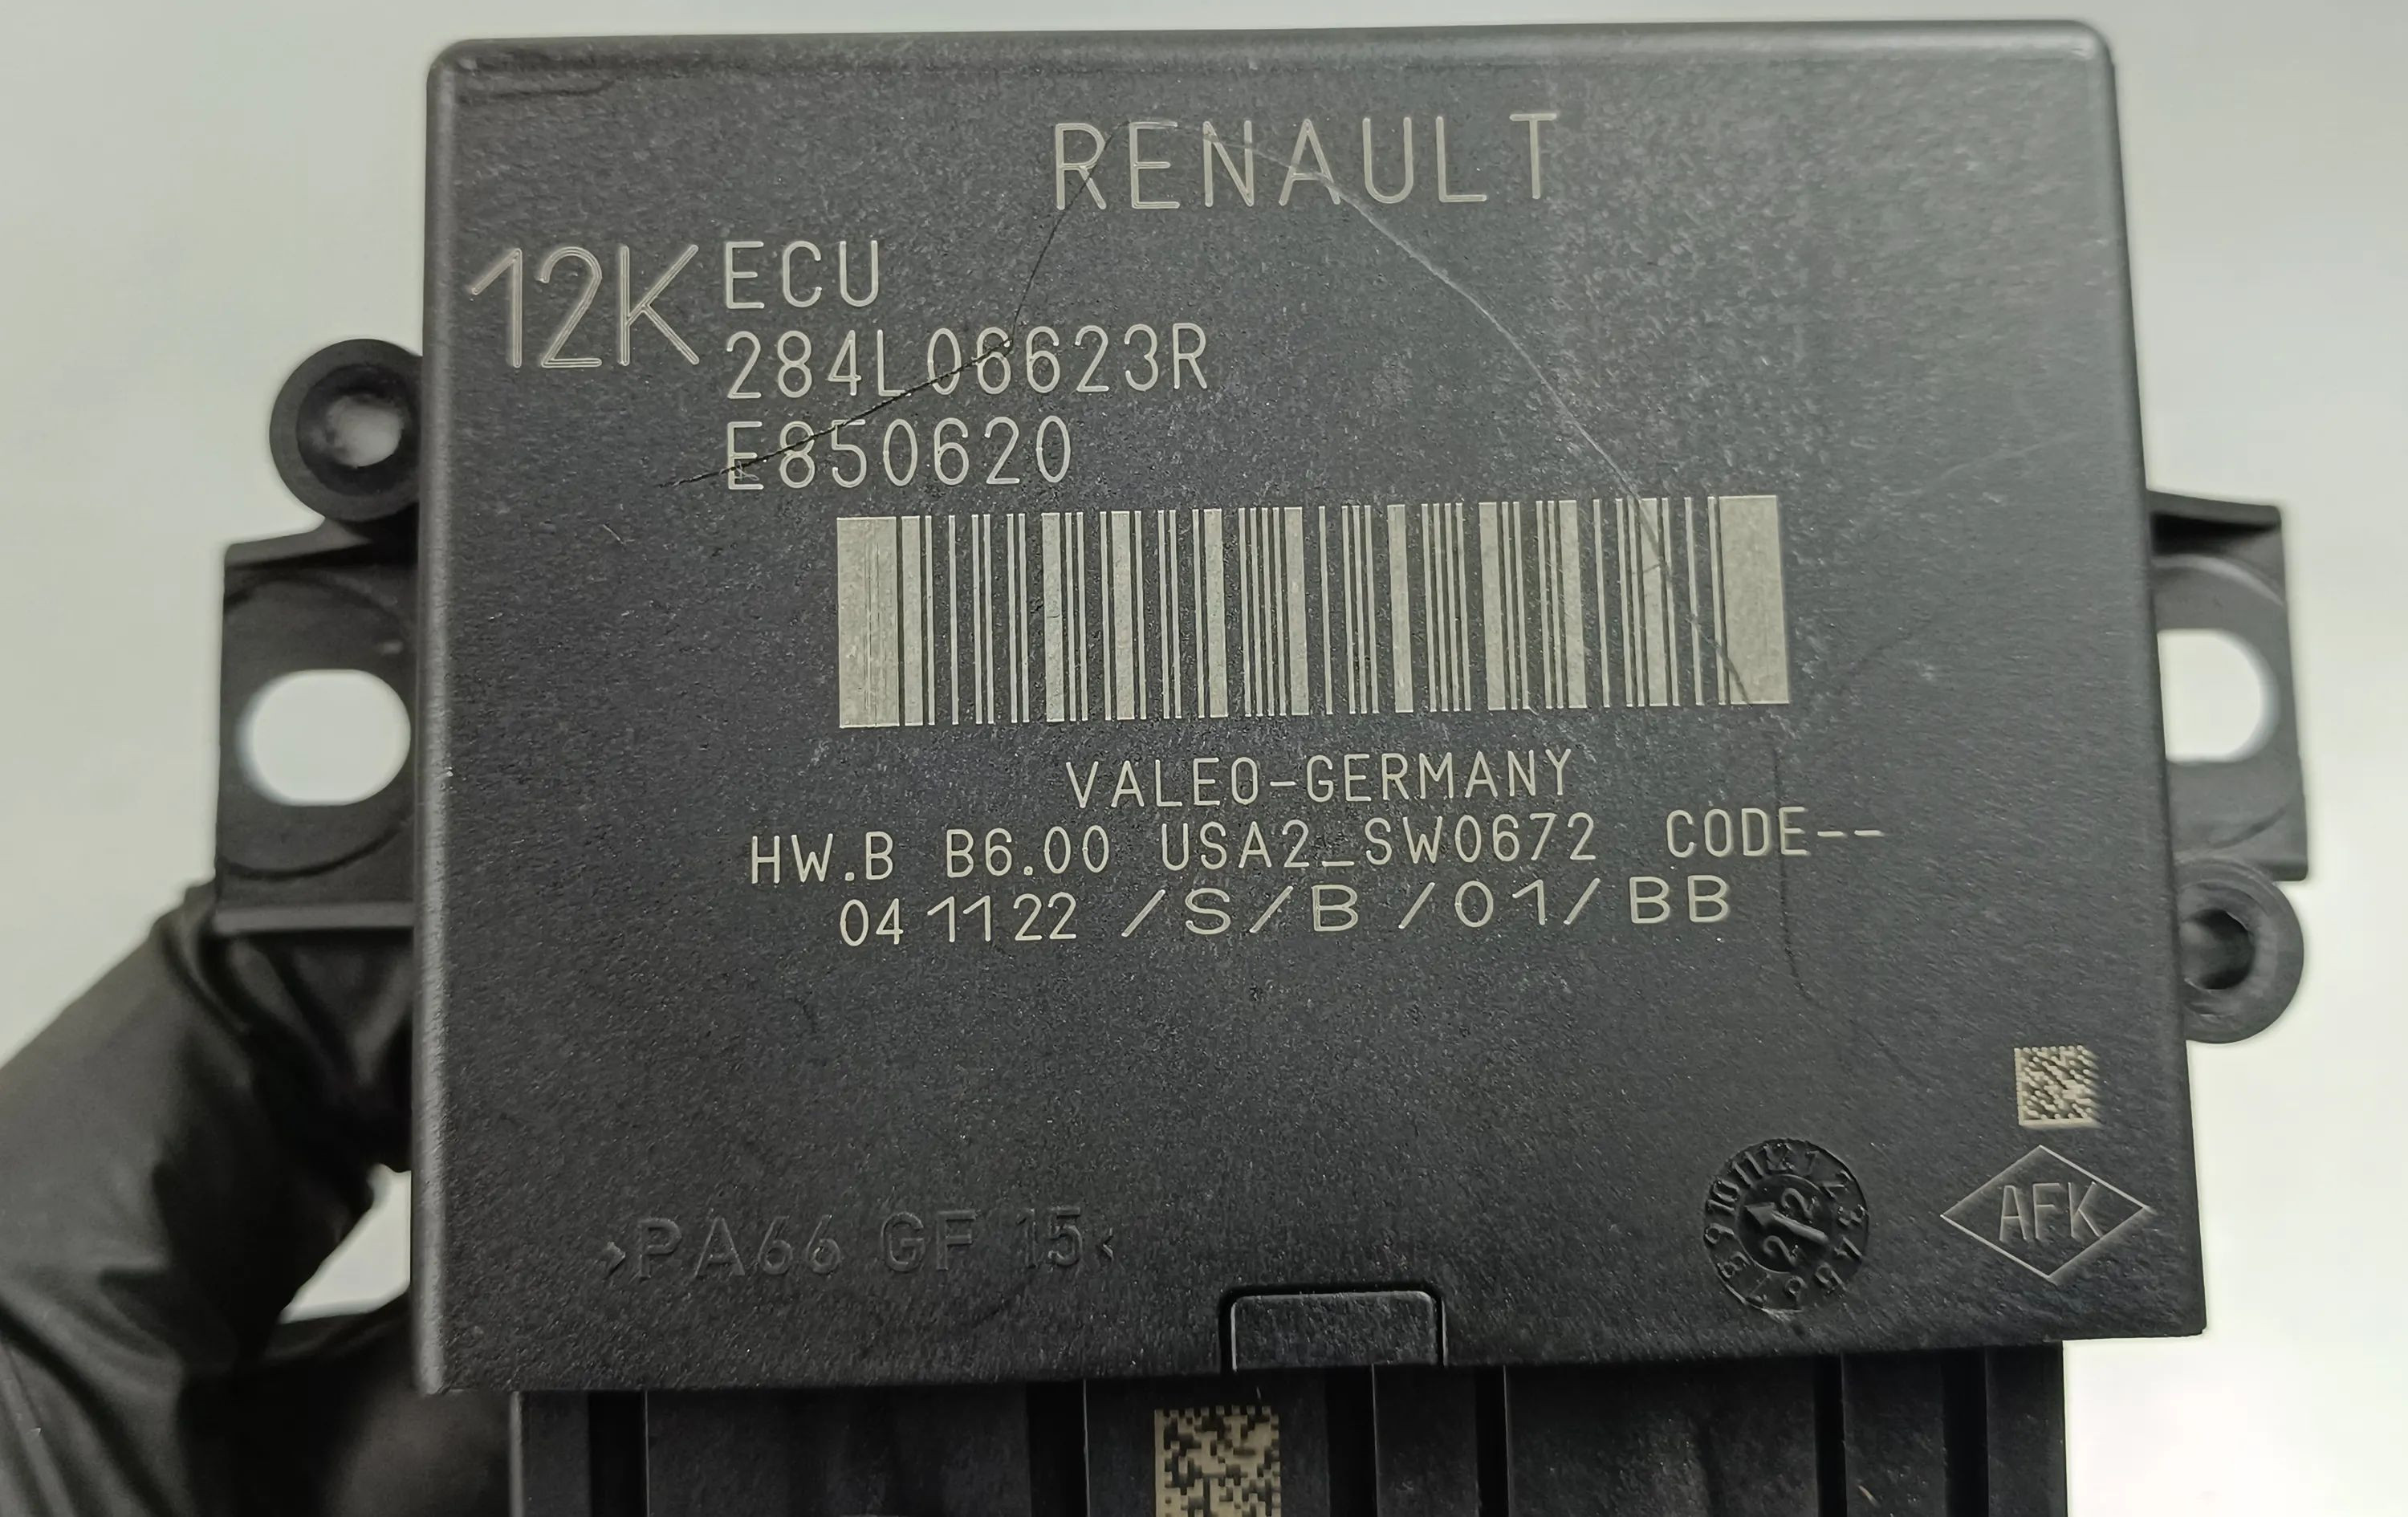 RENAULT
12K
ECU
284L06623R
E850620
VALEO-GERMANY
HW.B B6.00 USA2_SW0672 CODE--
04 11 22 /S/B /01/ BB
AFK
>PA66 GF 15<